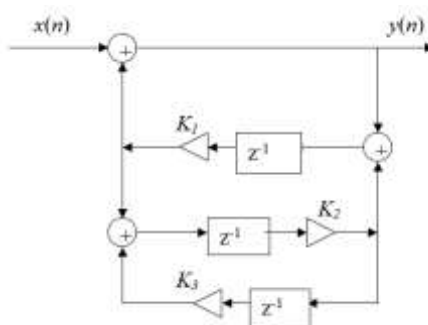 x(n) y(n)
+
K₁ z⁻¹ +
+ z⁻¹ K₂
K₃ z⁻¹